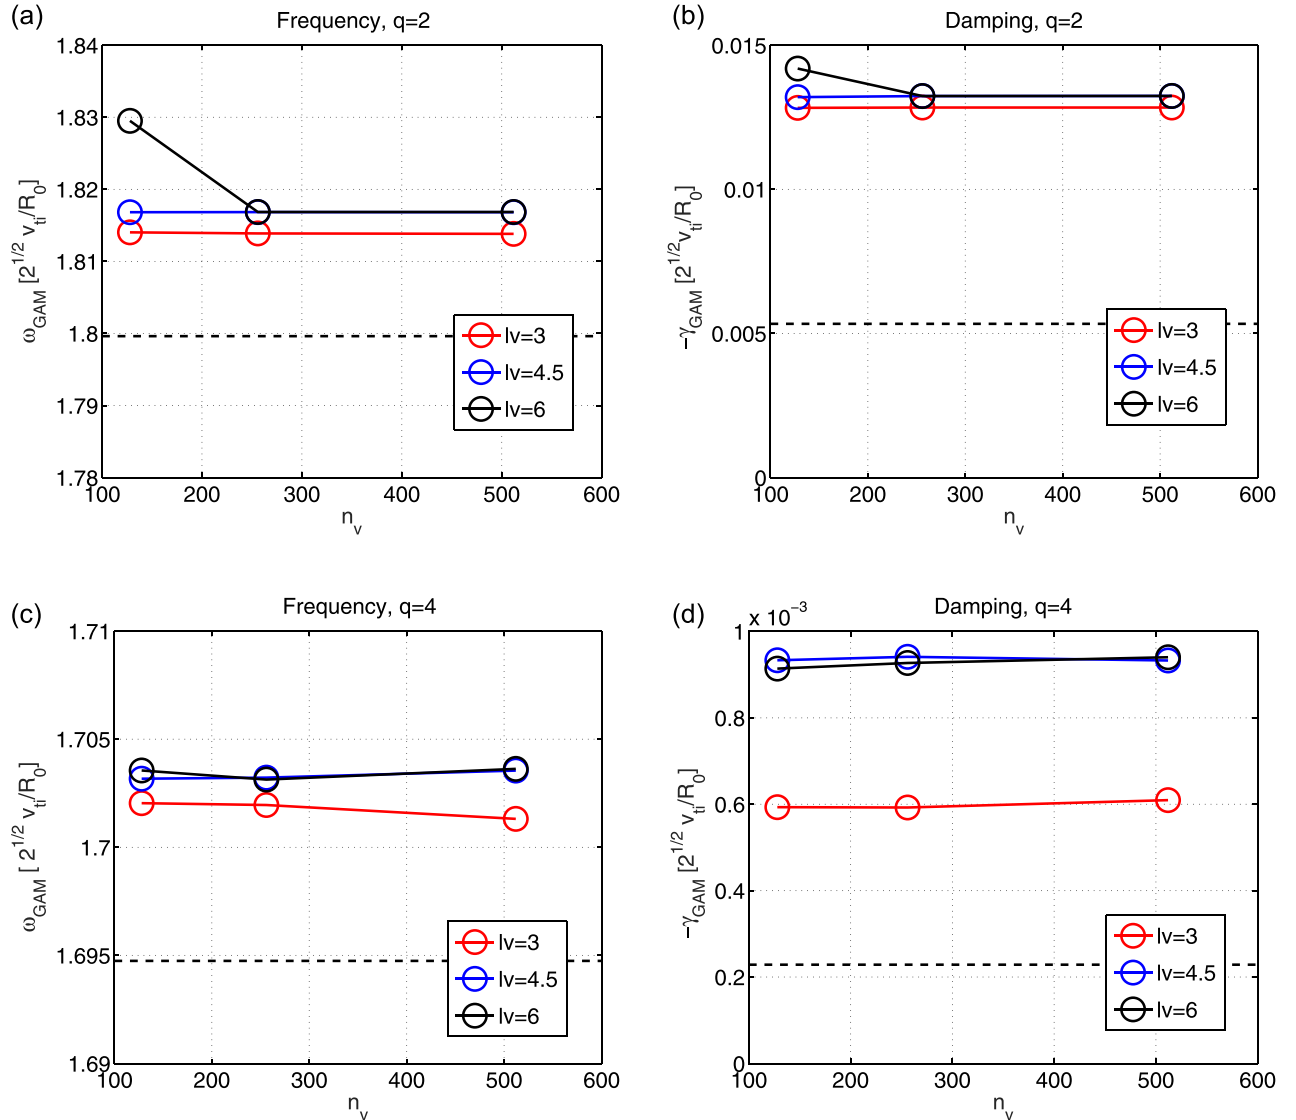 (a)
Frequency, q=2
1.84
1.83
1.82
1.81
1.8
1.79
1.78
100 200 300 400 500 600
ω_GAM [2^1/2 v_ti/R_0]
n_v
lv=3
lv=4.5
lv=6
(b)
Damping, q=2
0.015
0.01
0.005
0
100 200 300 400 500 600
−γ_GAM [2^1/2 v_ti/R_0]
n_v
lv=3
lv=4.5
lv=6
(c)
Frequency, q=4
1.71
1.705
1.7
1.695
1.69
100 200 300 400 500 600
ω_GAM [ 2^1/2 v_ti/R_0]
n_v
lv=3
lv=4.5
lv=6
(d)
Damping, q=4
x 10^−3
1
0.8
0.6
0.4
0.2
0
100 200 300 400 500 600
−γ_GAM [2^1/2 v_ti/R_0]
n_v
lv=3
lv=4.5
lv=6